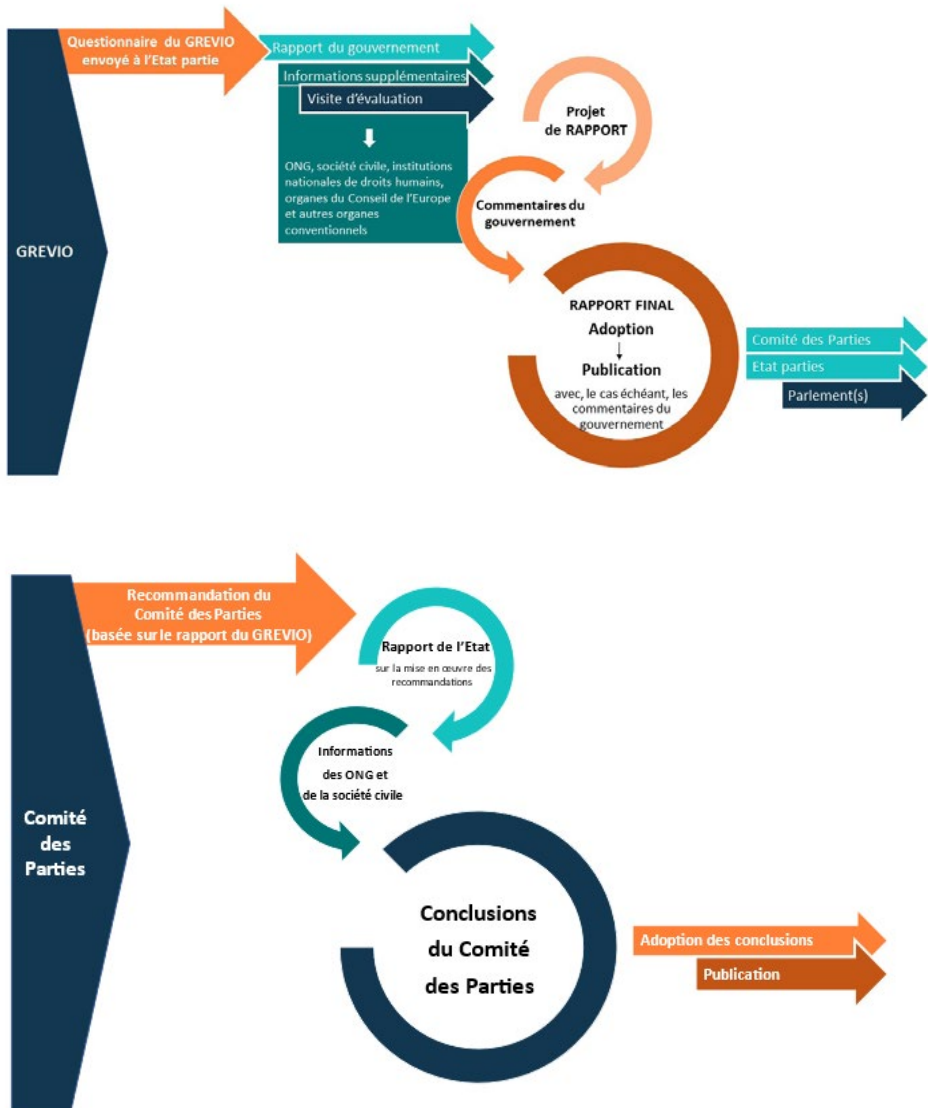 Questionnaire du GREVIO
envoyé à l'Etat partie
Rapport du gouvernement
Informations supplémentaires
Visite d'évaluation
ONG, société civile, institutions
nationales de droits humains,
organes du Conseil de l'Europe
et autres organes
conventionnels
GREVIO
Projet
de RAPPORT
Commentaires du
gouvernement
RAPPORT FINAL
Adoption
Publication
avec, le cas échéant, les
commentaires du
gouvernement
Comité des Parties
Etat parties
Parlement(s)
Recommandation du
Comité des Parties
(basée sur le rapport du GREVIO)
Rapport de l'Etat
sur la mise en œuvre des
recommandations
Informations
des ONG et
de la société civile
Comité
des
Parties
Conclusions
du Comité
des Parties
Adoption des conclusions
Publication